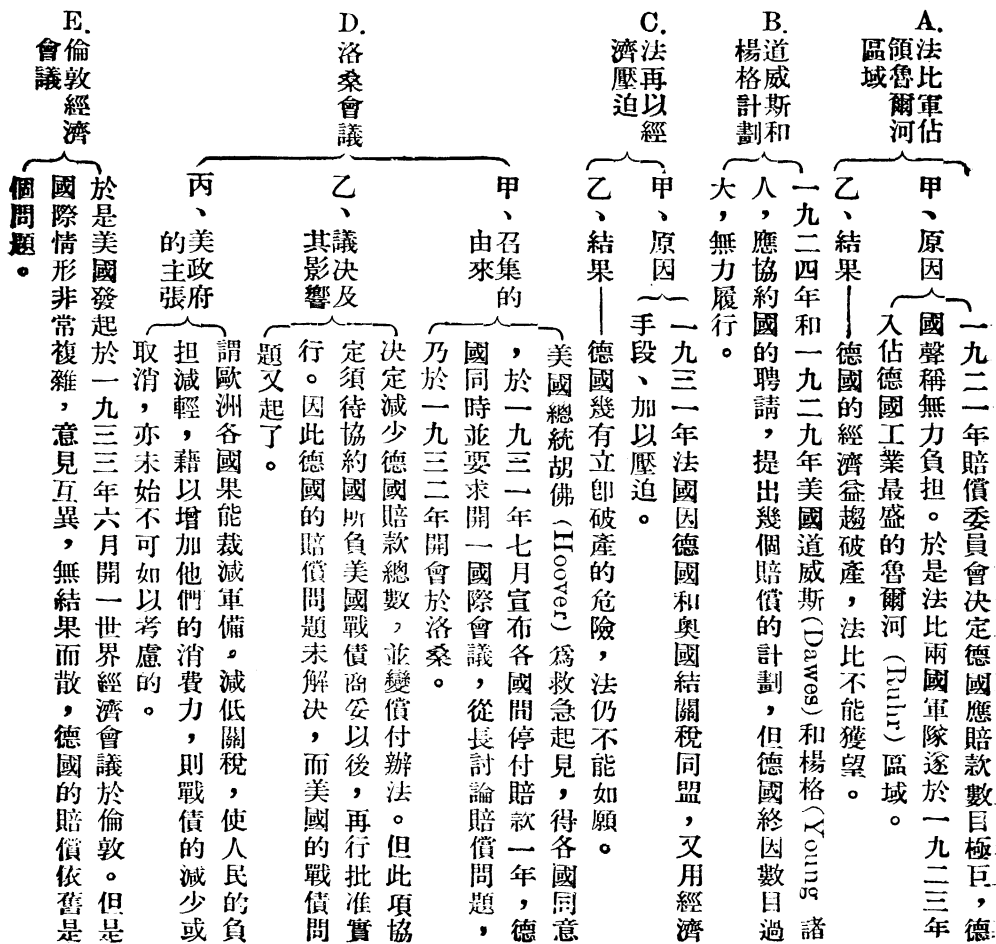 A.法比軍佔
領魯爾河
區域
甲、原因
一九二一年賠償委員會決定德國應賠款數目極巨，德
國聲稱無力負担。於是法比兩國軍隊遂於一九二三年
入佔德國工業最盛的魯爾河（Ruhr）區域。
乙、結果——德國的經濟益趨破產，法比不能獲望。
B.道威斯和
楊格計劃
一九二四年和一九二九年美國道威斯(Dawes)和楊格(Young 諸
人，應協約國的聘請，提出幾個賠償的計劃，但德國終因數目過
大，無力履行。
C.法再以經
濟壓迫
甲、原因
一九三一年法國因德國和奧國結關稅同盟，又用經濟
手段、加以壓迫。
乙、結果——德國幾有立即破產的危險，法仍不能如願。
D.洛桑會議
甲、召集的
由來
美國總統胡佛(Hoover)爲救急起見，得各國同意
，於一九三一年七月宣布各國間停付賠款一年，德
國同時並要求開一國際會議，從長討論賠償問題，
乃於一九三二年開會於洛桑。
乙、議決及
其影響
決定減少德國賠款總數，並變償付辦法。但此項協
定須待協約國所負美國戰債商妥以後，再行批准實
行。因此德國的賠償問題未解決，而美國的戰債問
題又起了。
丙、美政府
的主張
謂歐洲各國果能裁減軍備。減低關稅，使人民的負
担減輕，藉以增加他們的消費力，則戰債的減少或
取消，亦未始不可如以考慮的。
E.倫敦經濟
會議
於是美國發起於一九三三年六月開一世界經濟會議於倫敦。但是
國際情形非常複雜，意見互異，無結果而散，德國的賠償依舊是
個問題。